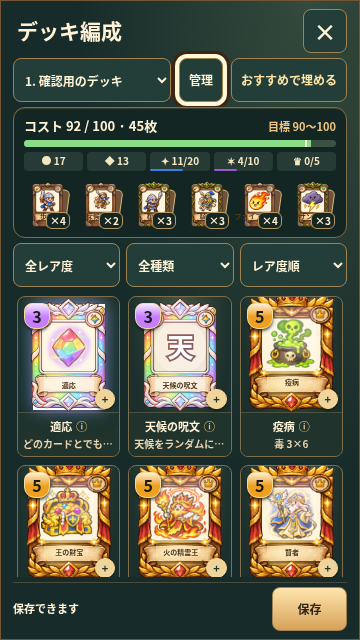 デッキ編成
×
1. 確認用のデッキ
管理
おすすめで埋める
コスト 92 / 100・45枚
目標 90〜100
● 17
◆ 13
✦ 11/20
✶ 4/10
♛ 0/5
×4
×2
×3
×3
×4
×3
全レア度
全種類
レア度順
3
適応
+
適応 ⓘ
どのカードとでも…
3
天
天候の呪文
+
天候の呪文 ⓘ
天候をランダムに…
5
疫病
+
疫病 ⓘ
毒 3×6
5
王の財宝
+
5
火の精霊王
+
5
賢者
+
保存できます
保存